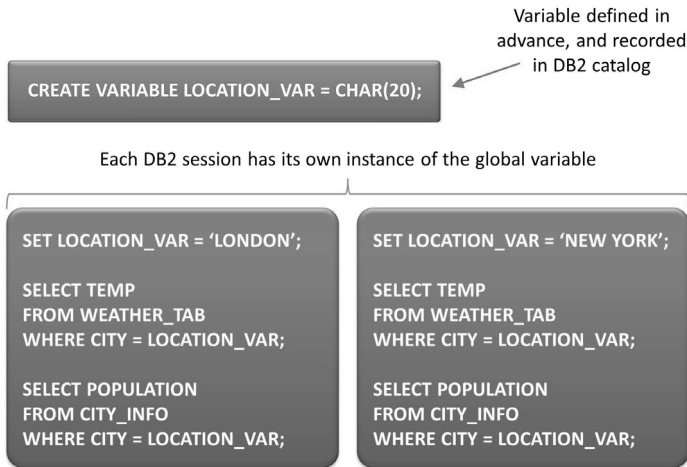 Variable defined in
advance, and recorded
in DB2 catalog
CREATE VARIABLE LOCATION_VAR = CHAR(20);
Each DB2 session has its own instance of the global variable
SET LOCATION_VAR = ‘LONDON’;
SELECT TEMP
FROM WEATHER_TAB
WHERE CITY = LOCATION_VAR;
SELECT POPULATION
FROM CITY_INFO
WHERE CITY = LOCATION_VAR;
SET LOCATION_VAR = ‘NEW YORK’;
SELECT TEMP
FROM WEATHER_TAB
WHERE CITY = LOCATION_VAR;
SELECT POPULATION
FROM CITY_INFO
WHERE CITY = LOCATION_VAR;